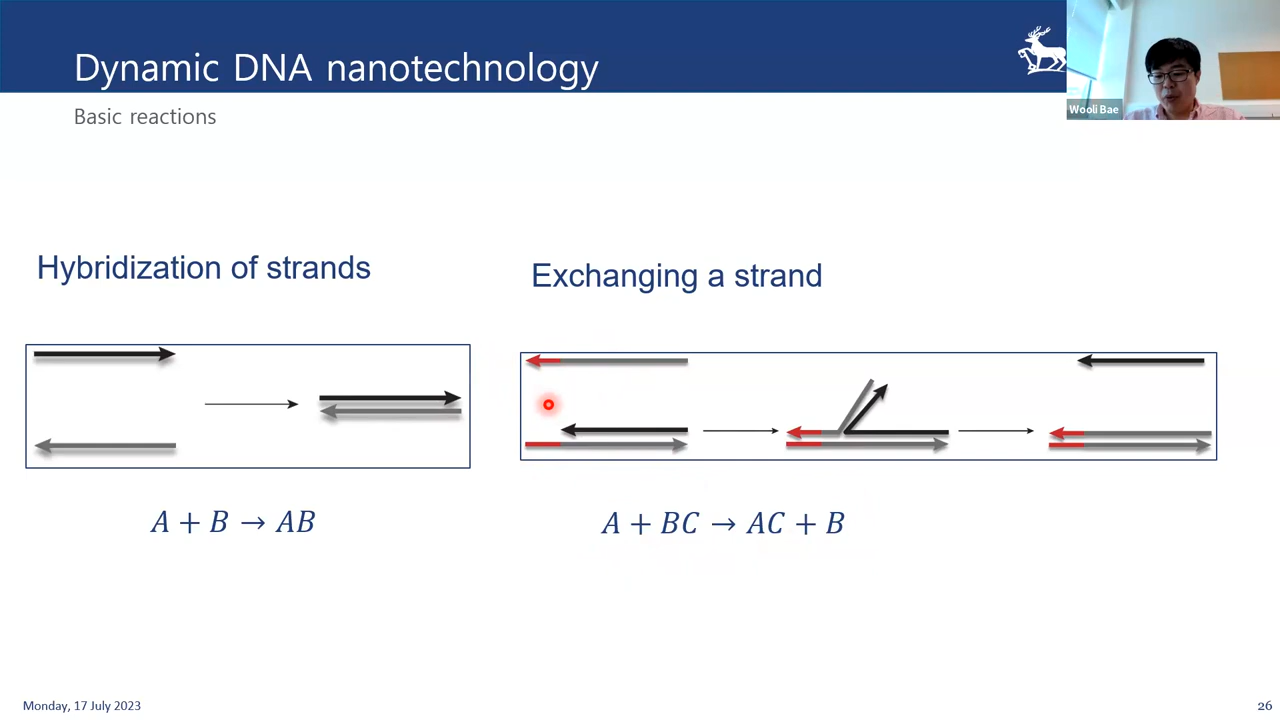 Dynamic DNA nanotechnology
Basic reactions
Wooli Bae
Hybridization of strands
Exchanging a strand
A + B → AB
A + BC → AC + B
Monday, 17 July 2023
26